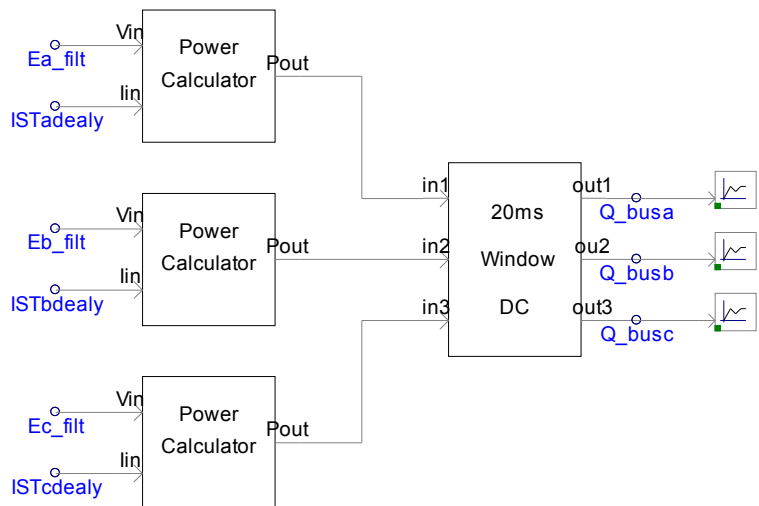 Vin
Ea_filt
Iin
ISTadealy
Power
Calculator
Pout
Vin
Eb_filt
Iin
ISTbdealy
Power
Calculator
Pout
Vin
Ec_filt
Iin
ISTcdealy
Power
Calculator
Pout
in1
in2
in3
20ms
Window
DC
out1
Q_busa
ou2
Q_busb
out3
Q_busc